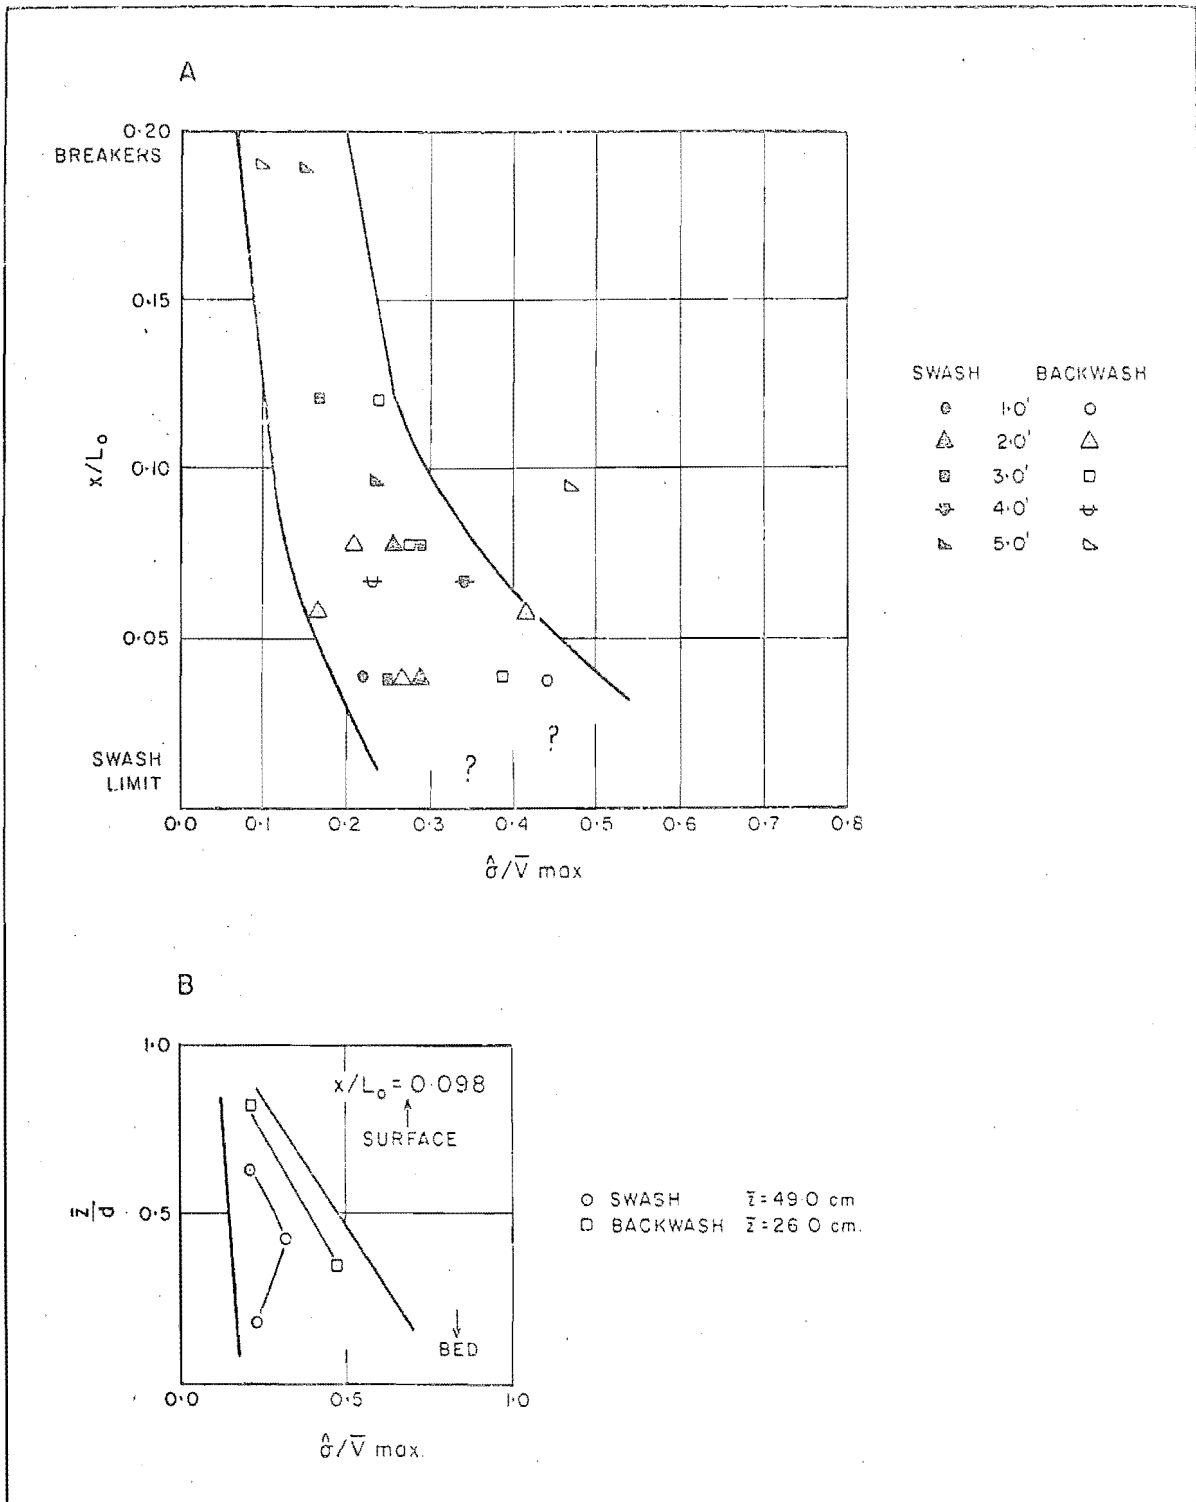 A
0·20
BREAKERS
0·15
x/L₀
0·10
0·05
SWASH
LIMIT
0·0 0·1 0·2 0·3 0·4 0·5 0·6 0·7 0·8
? ?
σ̂/V̄ max
SWASH BACKWASH
1·0'
2·0'
3·0'
4·0'
5·0'
B
1·0
x/L₀ = 0·098
SURFACE
z̄/d 0·5
BED
0·0 0·5 1·0
σ̂/V̄ max.
SWASH z̄ = 49·0 cm
BACKWASH z̄ = 26·0 cm.